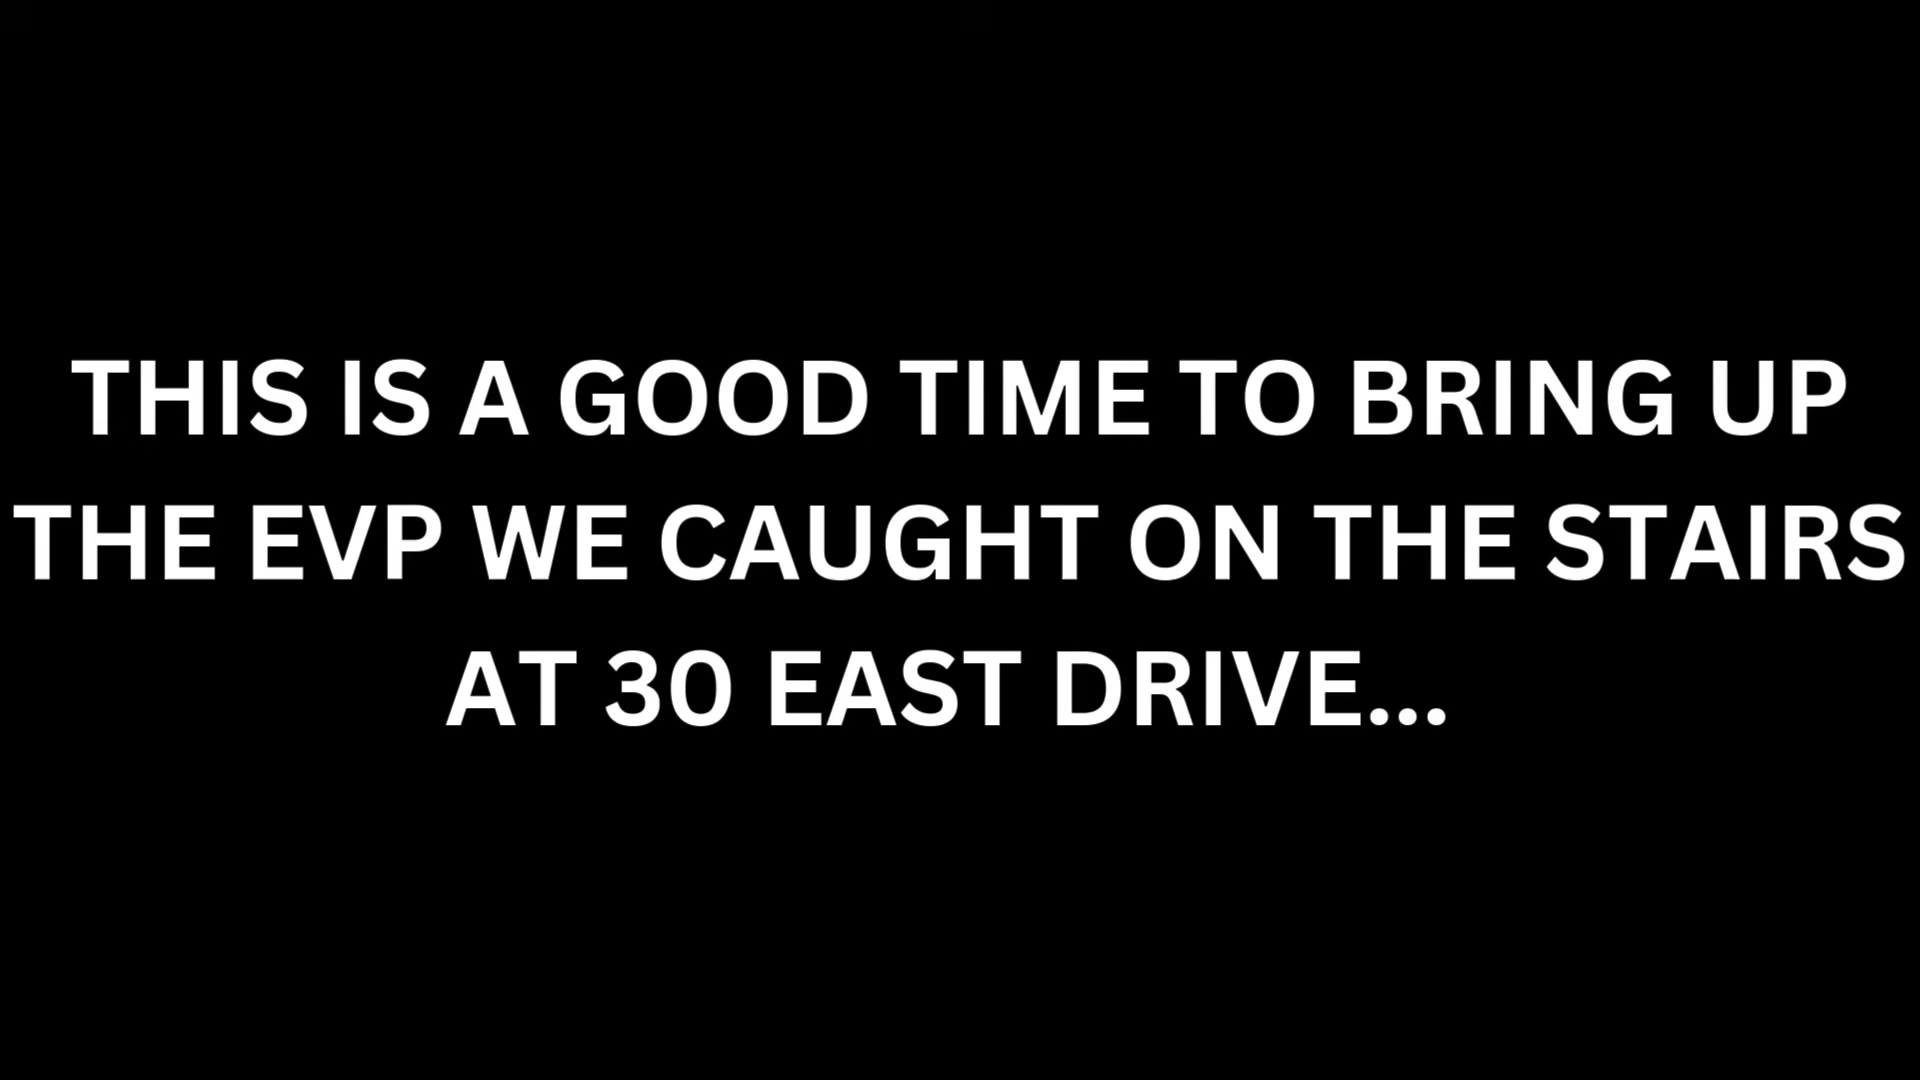 THIS IS A GOOD TIME TO BRING UP
THE EVP WE CAUGHT ON THE STAIRS
AT 30 EAST DRIVE...